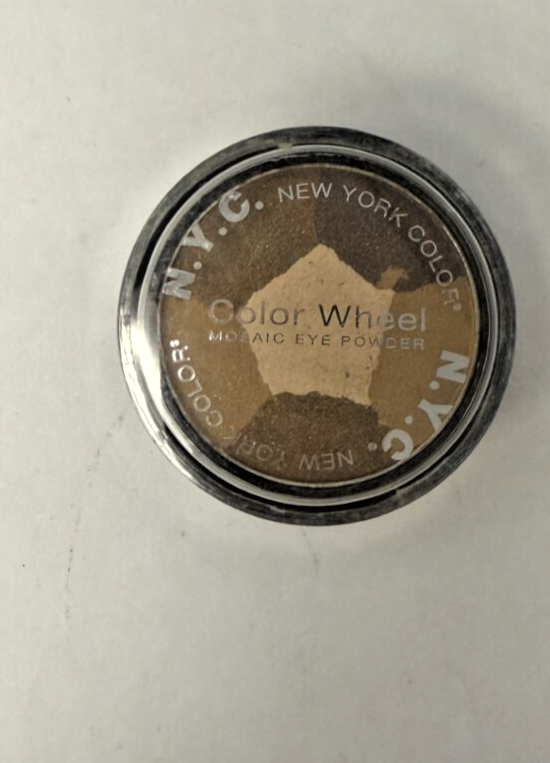 N.Y.C. NEW YORK COLOR®
Color Wheel
MOSAIC EYE POWDER
N.Y.C. NEW YORK COLOR®